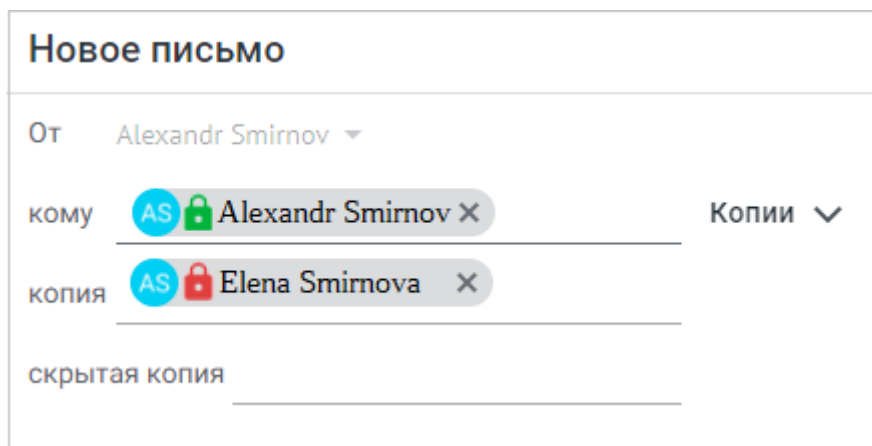 Новое письмо
От Alexandr Smirnov
кому AS Alexandr Smirnov Копии
копия AS Elena Smirnova
скрытая копия